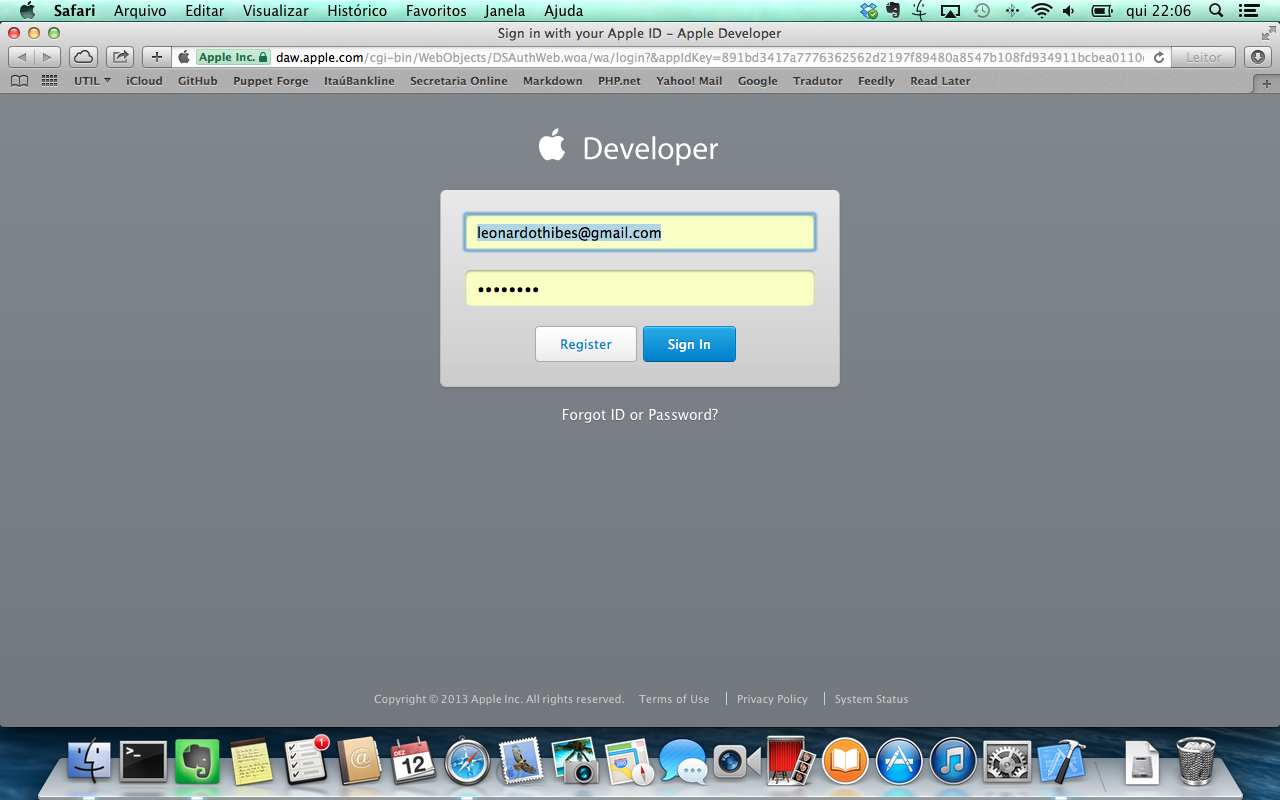 Safari Arquivo Editar Visualizar Histórico Favoritos Janela Ajuda qui 22:06
Sign in with your Apple ID – Apple Developer
Apple Inc. daw.apple.com/cgi-bin/WebObjects/DSAuthWeb.woa/wa/login?&appIdKey=891bd3417a7776362562d2197f89480a8547b108fd934911bcbea0110 Leitor
UTIL iCloud GitHub Puppet Forge ItaúBankline Secretaria Online Markdown PHP.net Yahoo! Mail Google Tradutor Feedly Read Later
Developer
leonardothibes@gmail.com
••••••••
Register Sign In
Forgot ID or Password?
Copyright © 2013 Apple Inc. All rights reserved. Terms of Use | Privacy Policy | System Status
>_
1
DEZ
12
280